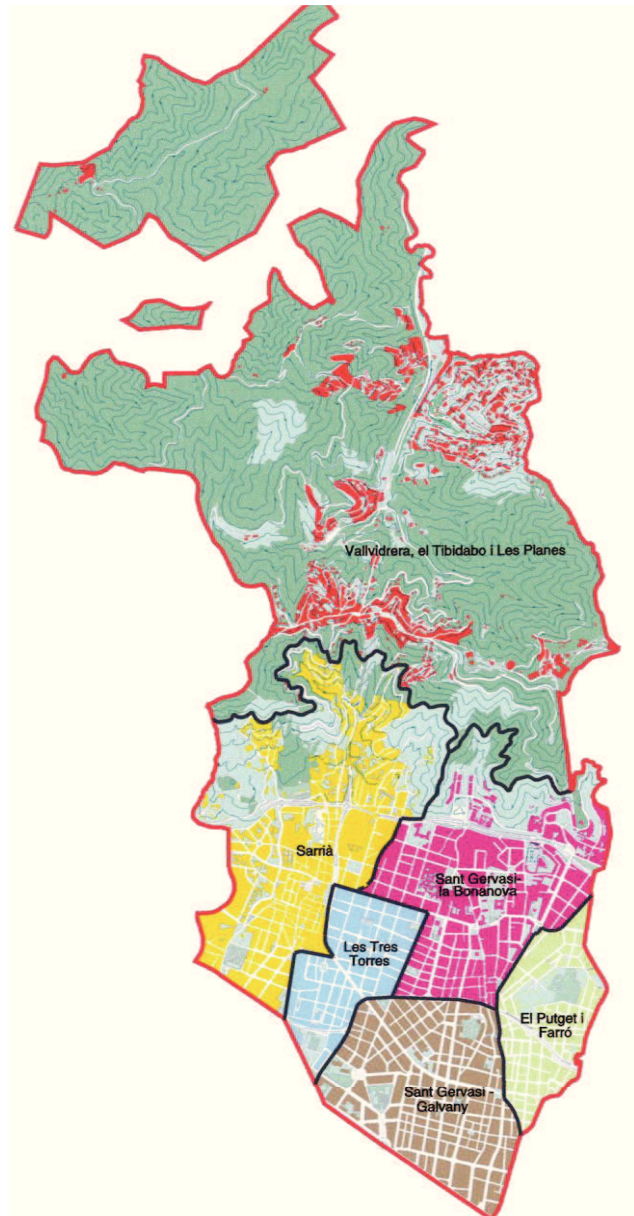 Vallvidrera, el Tibidabo i Les Planes
Sarrià
Sant Gervasi-
la Bonanova
Les Tres
Torres
El Putget i
Farró
Sant Gervasi -
Galvany